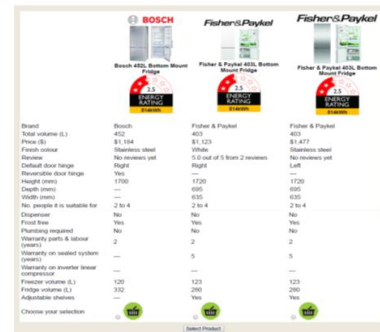 BOSCH Fisher&Paykel Fisher&Paykel
Bosch 452L Bottom Mount Fridge
Fisher & Paykel 403L Bottom Mount Fridge
Fisher & Paykel 403L Bottom Mount Fridge
2.5 2.5 2.5
ENERGY RATING ENERGY RATING ENERGY RATING
Brand Bosch Fisher & Paykel Fisher & Paykel
Total volume (L) 452 403 403
Price ($) $1,184 $1,123 $1,477
Finish colour Stainless steel White Stainless steel
Review No reviews yet 5.0 out of 5 from 2 reviews No reviews yet
Default door hinge Right Right Left
Reversible door hinge Yes — —
Height (mm) 1700 1720 1720
Depth (mm) — 695 695
Width (mm) — 635 635
No. people it is suitable for 2 to 4 2 to 4 2 to 4
Dispenser No No No
Frost free Yes Yes Yes
Plumbing required No No No
Warranty parts & labour (years) 2 2 2
Warranty on sealed system (years) — 5 5
Warranty on inverter linear compressor — — —
Freezer volume (L) 120 123 123
Fridge volume (L) 332 280 280
Adjustable shelves — Yes Yes
Choose your selection
Select Product